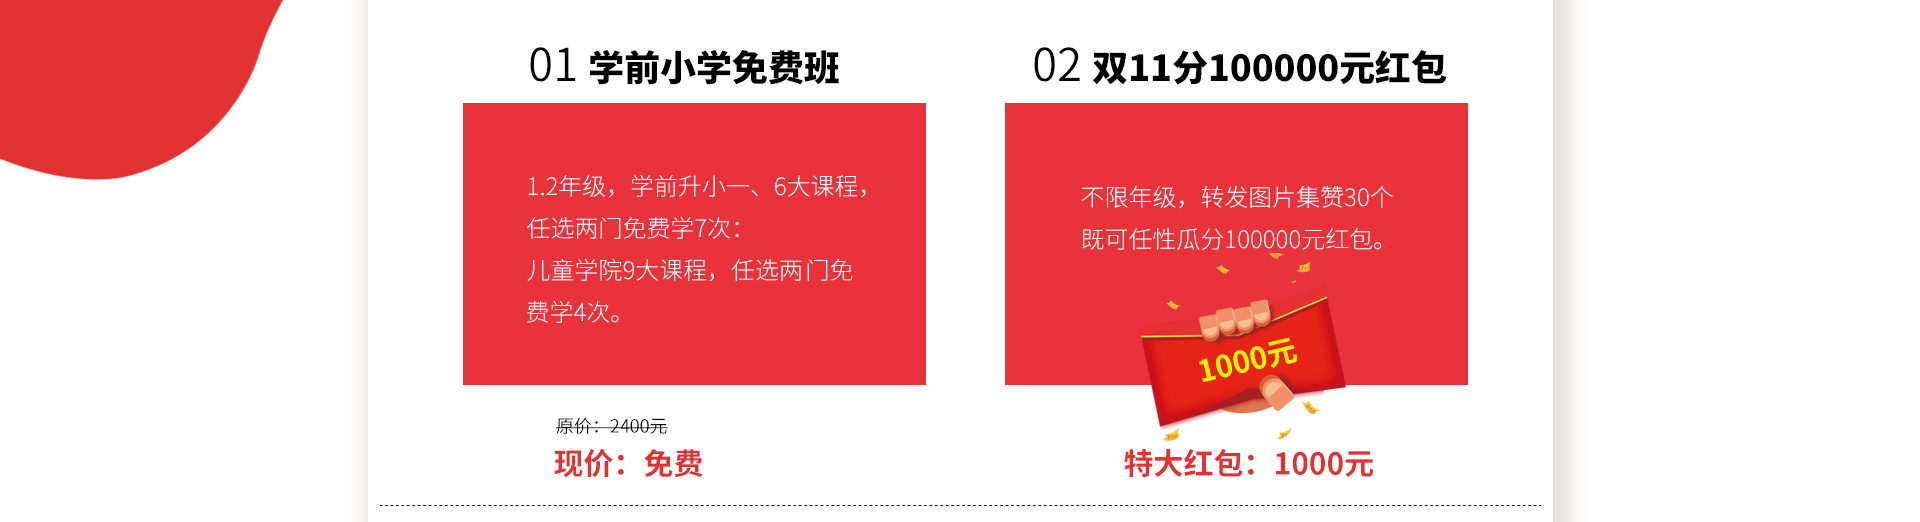 01 学前小学免费班
1.2年级，学前升小一、6大课程，
任选两门免费学7次：
儿童学院9大课程，任选两门免
费学4次。
原价：2400元
现价：免费
02 双11分100000元红包
不限年级，转发图片集赞30个
既可任性瓜分100000元红包。
1000元
特大红包：1000元